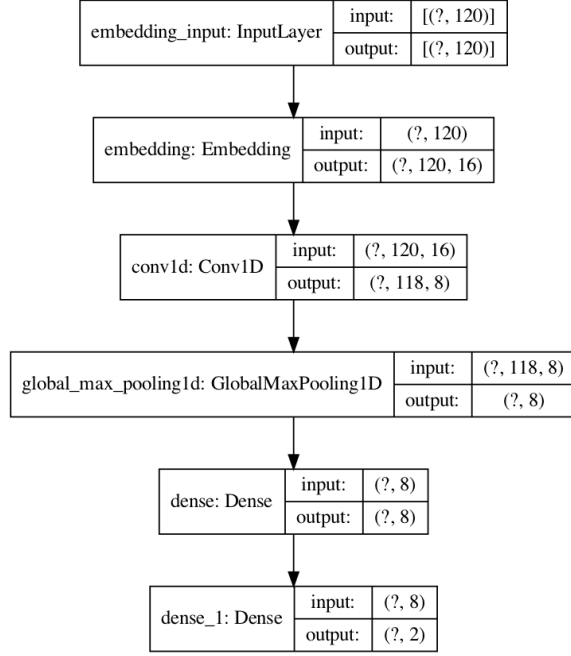 embedding_input: InputLayer
input: [(?, 120)]
output: [(?, 120)]
embedding: Embedding
input: (?, 120)
output: (?, 120, 16)
conv1d: Conv1D
input: (?, 120, 16)
output: (?, 118, 8)
global_max_pooling1d: GlobalMaxPooling1D
input: (?, 118, 8)
output: (?, 8)
dense: Dense
input: (?, 8)
output: (?, 8)
dense_1: Dense
input: (?, 8)
output: (?, 2)